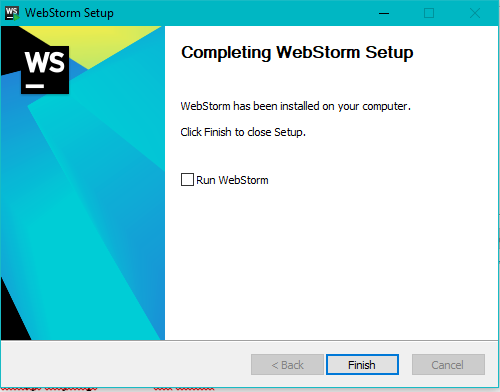 WS WebStorm Setup
WS
Completing WebStorm Setup
WebStorm has been installed on your computer.
Click Finish to close Setup.
Run WebStorm
< Back Finish Cancel